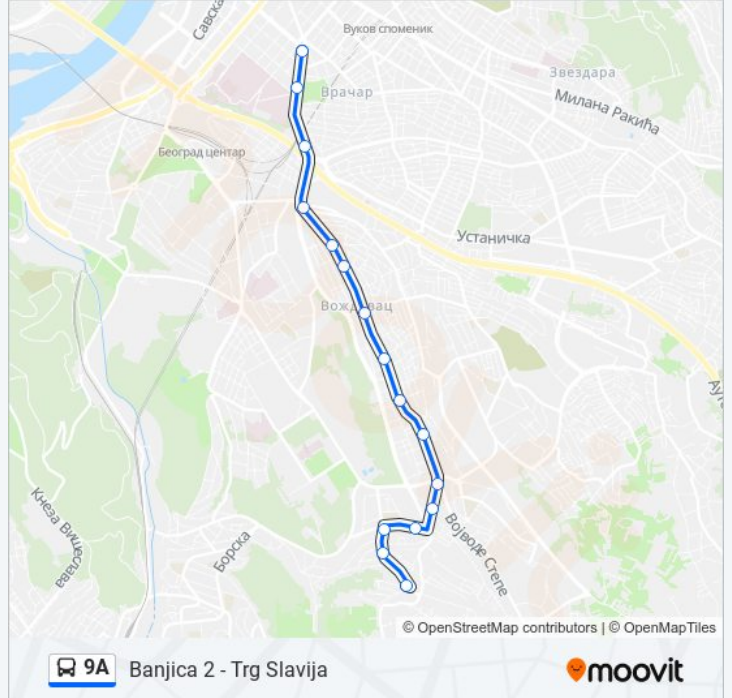 Савска
Вуков споменик
Звездара
Врачар
Милана Ракића
Београд центар
Устаничка
Вождовац
Кнеза Вишеслава
Борска
Војводе Степе
© OpenStreetMap contributors | © OpenMapTiles
9A Banjica 2 - Trg Slavija
moovit